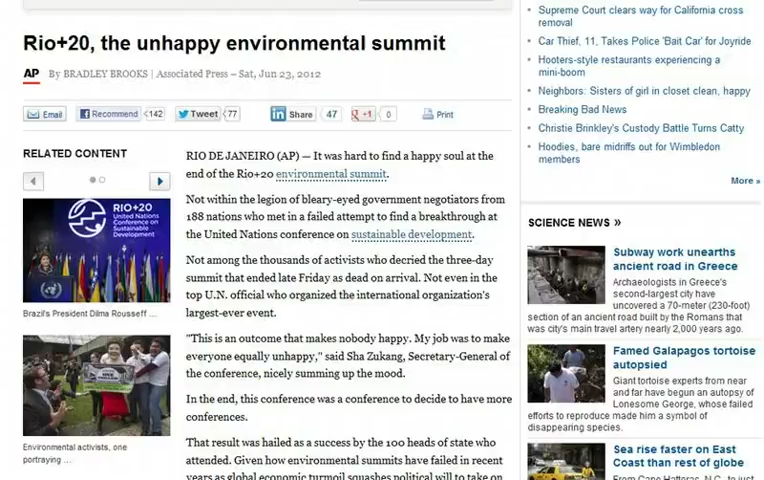 Rio+20, the unhappy environmental summit
AP By BRADLEY BROOKS | Associated Press – Sat, Jun 23, 2012
Email Recommend 142 Tweet 77 Share 47 +1 0 Print
RELATED CONTENT
RIO+20
United Nations
Conference on
Sustainable
Development
Brazil's President Dilma Rousseff ...
Environmental activists, one
portraying ...
RIO DE JANEIRO (AP) — It was hard to find a happy soul at the
end of the Rio+20 environmental summit.
Not within the legion of bleary-eyed government negotiators from
188 nations who met in a failed attempt to find a breakthrough at
the United Nations conference on sustainable development.
Not among the thousands of activists who decried the three-day
summit that ended late Friday as dead on arrival. Not even in the
top U.N. official who organized the international organization's
largest-ever event.
"This is an outcome that makes nobody happy. My job was to make
everyone equally unhappy," said Sha Zukang, Secretary-General of
the conference, nicely summing up the mood.
In the end, this conference was a conference to decide to have more
conferences.
That result was hailed as a success by the 100 heads of state who
attended. Given how environmental summits have failed in recent
years as global economic turmoil squashes political will to take on
Supreme Court clears way for California cross
removal
Car Thief, 11, Takes Police 'Bait Car' for Joyride
Hooters-style restaurants experiencing a
mini-boom
Neighbors: Sisters of girl in closet clean, happy
Breaking Bad News
Christie Brinkley's Custody Battle Turns Catty
Hoodies, bare midriffs out for Wimbledon
members
More »
SCIENCE NEWS »
Subway work unearths
ancient road in Greece
Archaeologists in Greece's
second-largest city have
uncovered a 70-meter (230-foot)
section of an ancient road built by the Romans that
was city's main travel artery nearly 2,000 years ago.
Famed Galapagos tortoise
autopsied
Giant tortoise experts from near
and far have begun an autopsy of
Lonesome George, whose failed
efforts to reproduce made him a symbol of
disappearing species.
Sea rise faster on East
Coast than rest of globe
From Cape Hatteras, N.C., to just